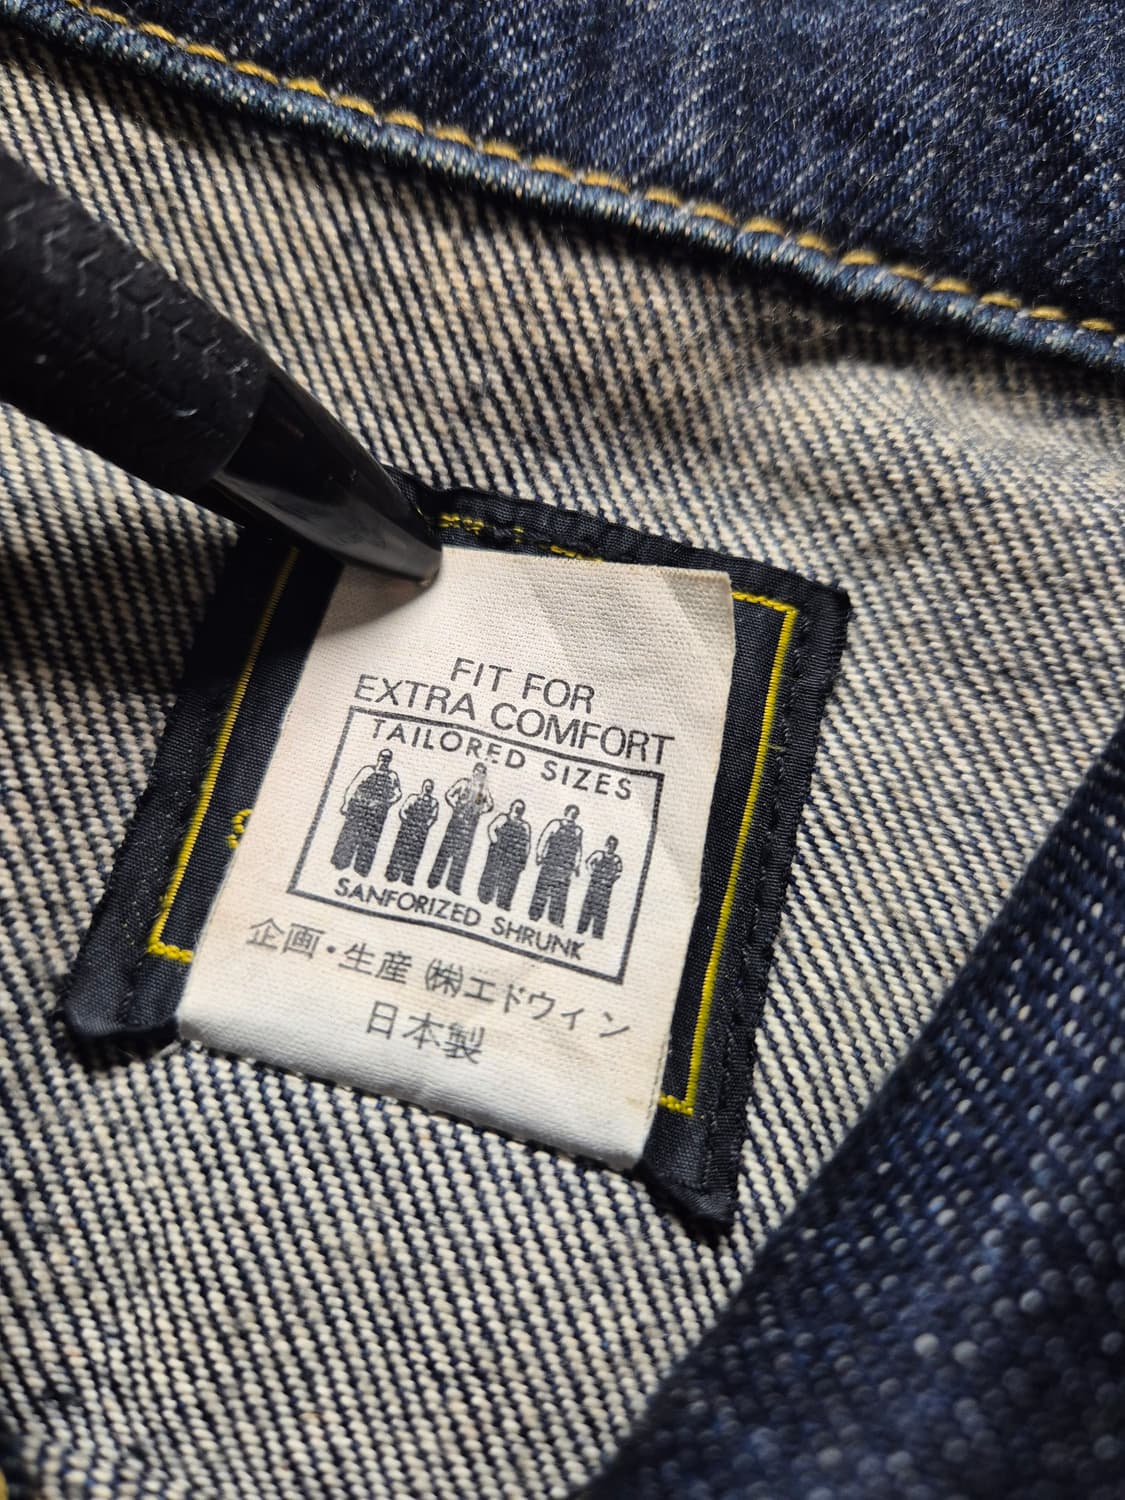 FIT FOR
EXTRA COMFORT
TAILORED SIZES
SANFORIZED SHRUNK
企画・生産 ㈱エドウィン
日本製